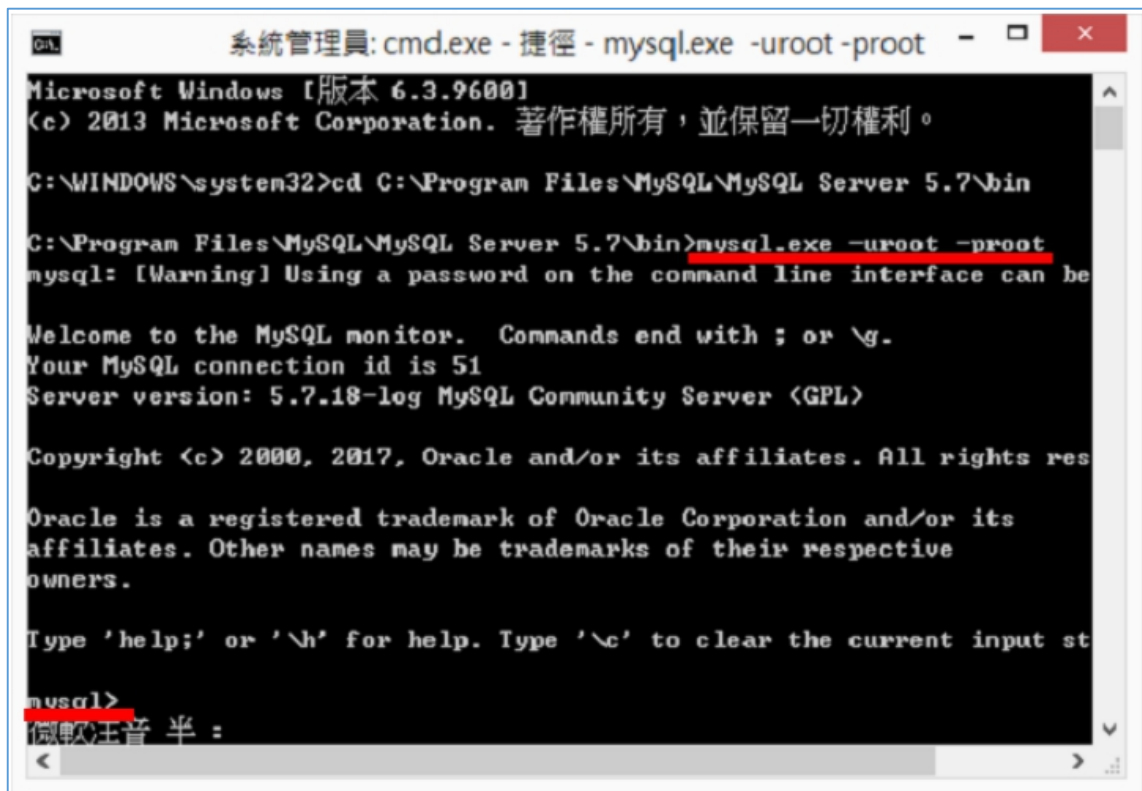 系統管理員: cmd.exe - 捷徑 - mysql.exe -uroot -proot
Microsoft Windows [版本 6.3.9600]
(c) 2013 Microsoft Corporation. 著作權所有，並保留一切權利。
C:\WINDOWS\system32>cd C:\Program Files\MySQL\MySQL Server 5.7\bin
C:\Program Files\MySQL\MySQL Server 5.7\bin>mysql.exe -uroot -proot
mysql: [Warning] Using a password on the command line interface can be
Welcome to the MySQL monitor.  Commands end with ; or \g.
Your MySQL connection id is 51
Server version: 5.7.18-log MySQL Community Server (GPL)
Copyright (c) 2000, 2017, Oracle and/or its affiliates. All rights res
Oracle is a registered trademark of Oracle Corporation and/or its
affiliates. Other names may be trademarks of their respective
owners.
Type 'help;' or '\h' for help. Type '\c' to clear the current input st
mysql>
微軟注音 半 :